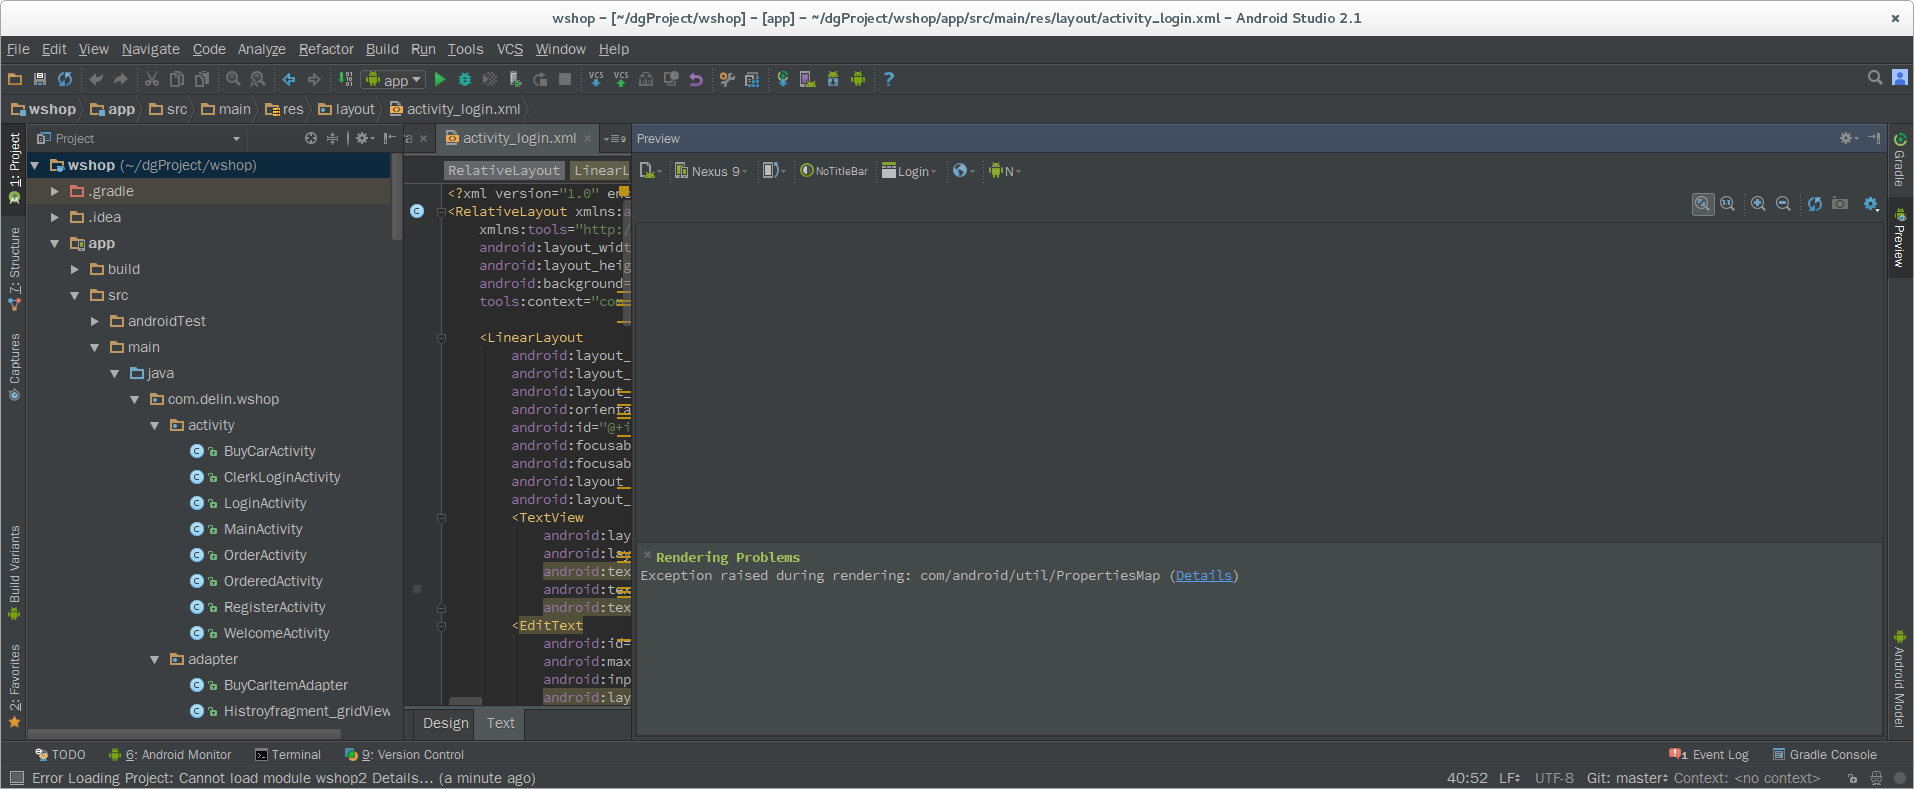 wshop – [~/dgProject/wshop] – [app] – ~/dgProject/wshop/app/src/main/res/layout/activity_login.xml – Android Studio 2.1
File Edit View Navigate Code Analyze Refactor Build Run Tools VCS Window Help
app
VCS VCS
wshop app src main res layout activity_login.xml
1: Project
7: Structure
Captures
Build Variants
2: Favorites
Project
wshop (~/dgProject/wshop)
.gradle
.idea
app
build
src
androidTest
main
java
com.delin.wshop
activity
BuyCarActivity
ClerkLoginActivity
LoginActivity
MainActivity
OrderActivity
OrderedActivity
RegisterActivity
WelcomeActivity
adapter
BuyCarItemAdapter
Histroyfragment_gridView
activity_login.xml
RelativeLayout LinearL
<?xml version="1.0" en
<RelativeLayout xmlns:a
xmlns:tools="http:/
android:layout_widt
android:layout_heig
android:background=
tools:context="com
<LinearLayout
android:layout_
android:layout_
android:layout_
android:orienta
android:id="@+i
android:focusab
android:focusab
android:layout_
android:layout_
<TextView
android:lay
android:lay
android:tex
android:tex
android:tex
<EditText
android:id=
android:max
android:inp
android:lay
Design Text
Preview
Nexus 9 NoTitleBar Login N
Rendering Problems
Exception raised during rendering: com/android/util/PropertiesMap (Details)
Gradle
Preview
Android Model
TODO 6: Android Monitor Terminal 9: Version Control 1 Event Log Gradle Console
Error Loading Project: Cannot load module wshop2 Details... (a minute ago) 40:52 LF UTF-8 Git: master Context: <no context>